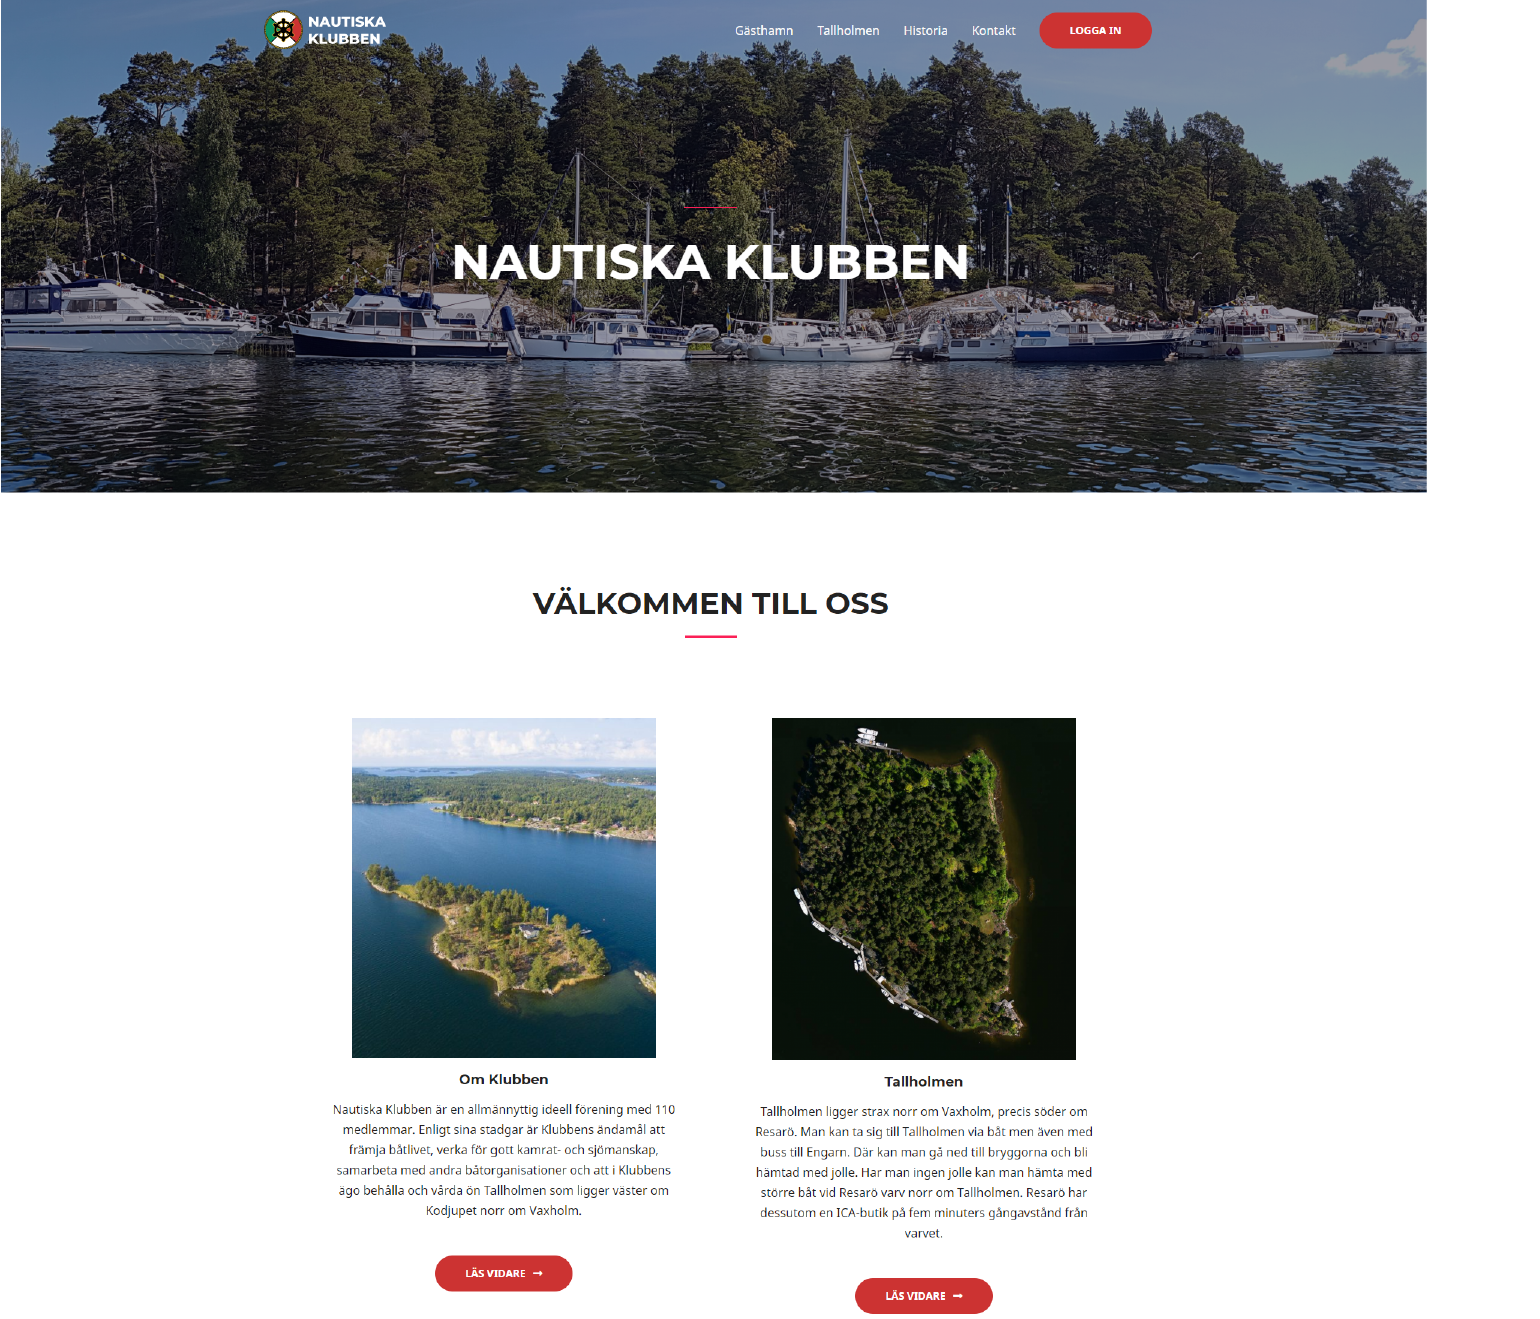 NAUTISKA
KLUBBEN
Gästhamn Tallholmen Historia Kontakt LOGGA IN
NAUTISKA KLUBBEN
VÄLKOMMEN TILL OSS
Om Klubben
Nautiska Klubben är en allmännyttig ideell förening med 110
medlemmar. Enligt sina stadgar är Klubbens ändamål att
främja båtlivet, verka för gott kamrat- och sjömanskap,
samarbeta med andra båtorganisationer och att i Klubbens
ägo behålla och vårda ön Tallholmen som ligger väster om
Kodjupet norr om Vaxholm.
LÄS VIDARE →
Tallholmen
Tallholmen ligger strax norr om Vaxholm, precis söder om
Resarö. Man kan ta sig till Tallholmen via båt men även med
buss till Engarn. Där kan man gå ned till bryggorna och bli
hämtad med jolle. Har man ingen jolle kan man hämta med
större båt vid Resarö varv norr om Tallholmen. Resarö har
dessutom en ICA-butik på fem minuters gångavstånd från
varvet.
LÄS VIDARE →